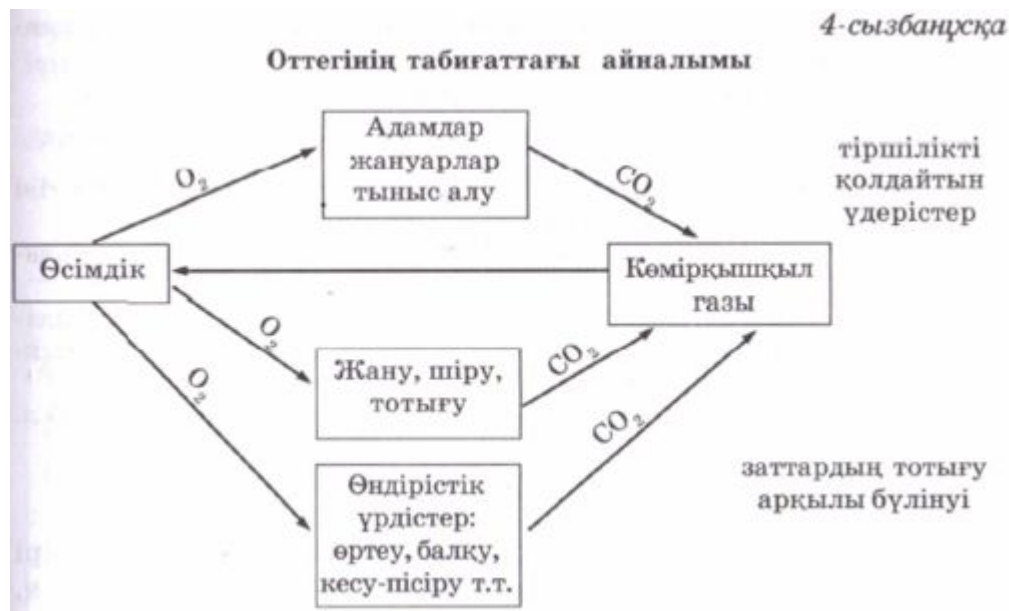 4-сызбанұсқа
Оттегінің табиғаттағы айналымы
Адамдар
жануарлар
тыныс алу
тіршілікті
қолдайтын
үдерістер
O₂
CO₂
Өсімдік
Көмірқышқыл
газы
O₂
CO₂
Жану, шіру,
тотығу
O₂
CO₂
Өндірістік
үрдістер:
өртеу, балқу,
кесу-пісіру т.т.
заттардың тотығу
арқылы бүлінуі